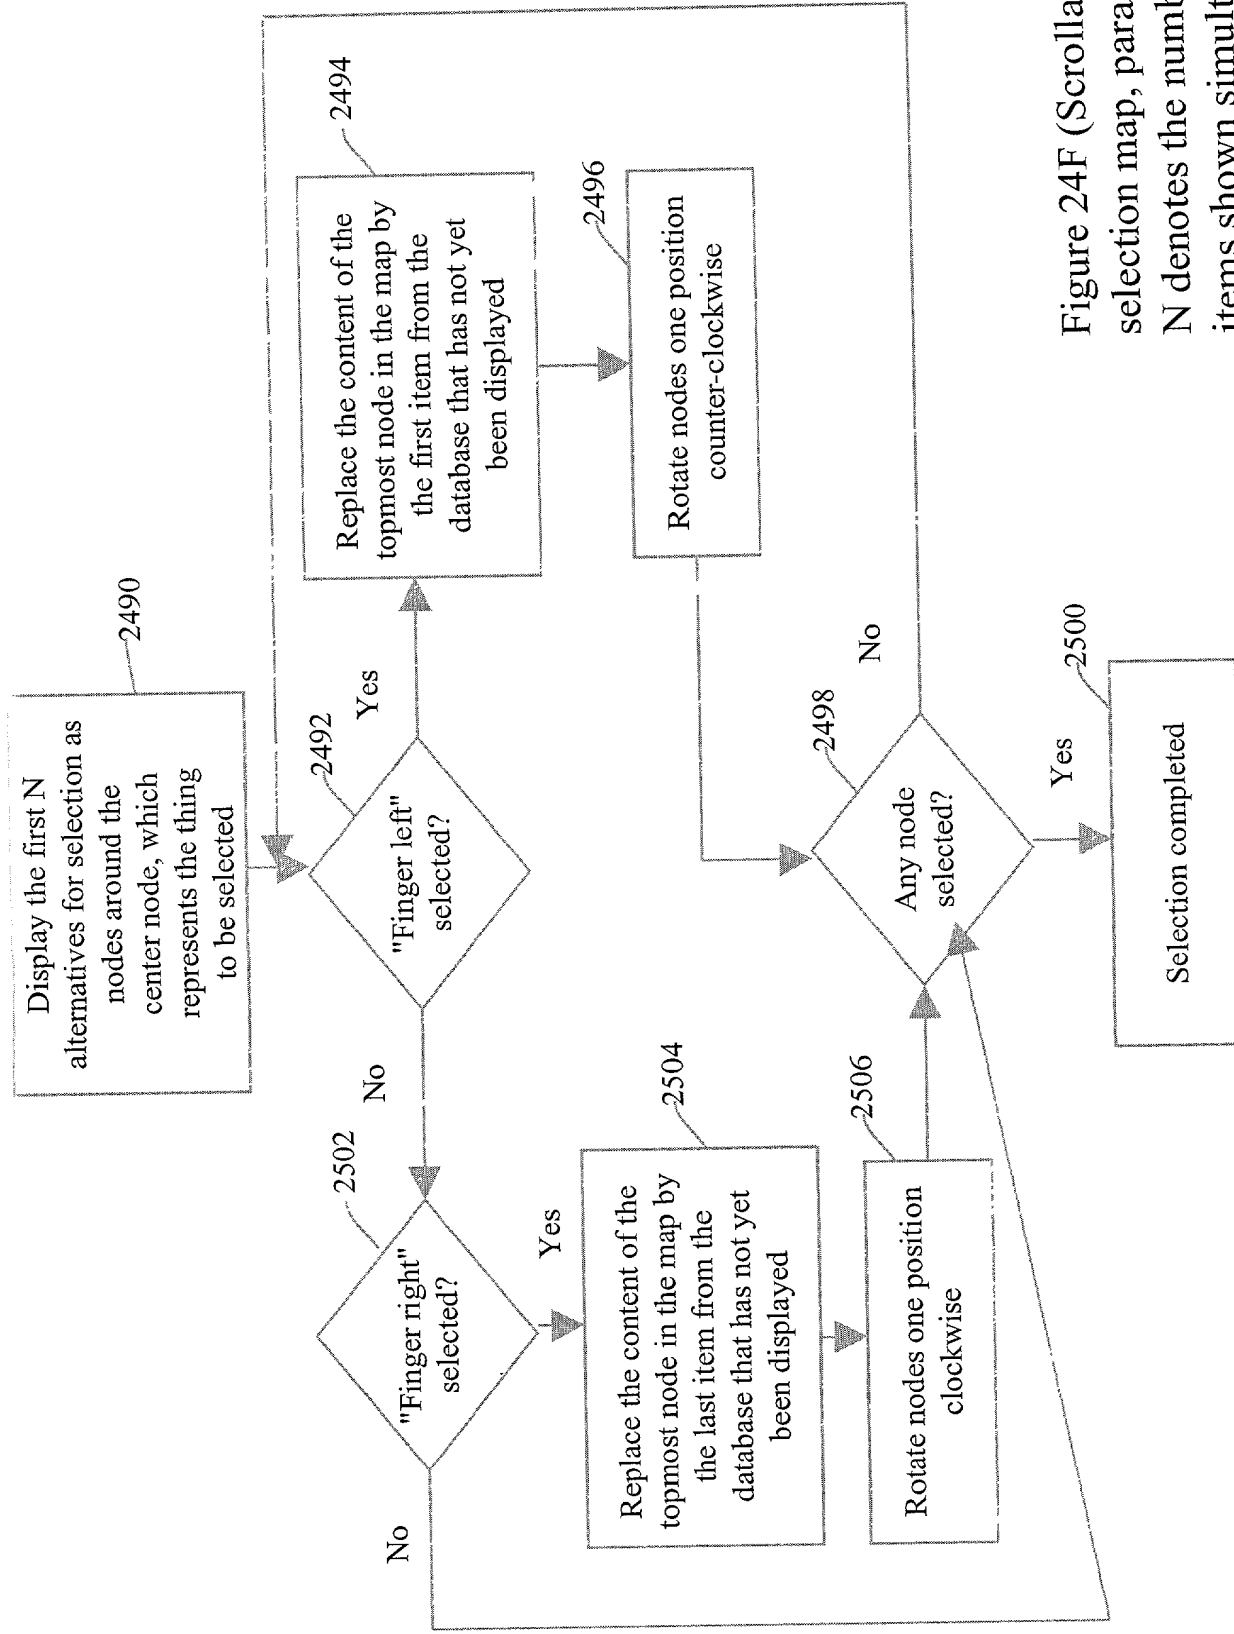 Display the first N
alternatives for selection as
nodes around the
center node, which
represents the thing
to be selected
2490
"Finger left"
selected?
2492
Yes
No
Replace the content of the
topmost node in the map by
the first item from the
database that has not yet
been displayed
2494
Rotate nodes one position
counter-clockwise
2496
"Finger right"
selected?
2502
Yes
No
Replace the content of the
topmost node in the map by
the last item from the
database that has not yet
been displayed
2504
Rotate nodes one position
clockwise
2506
Any node
selected?
2498
No
Yes
Selection completed
2500
Figure 24F (Scrolla
selection map, para
N denotes the numb
items shown simult